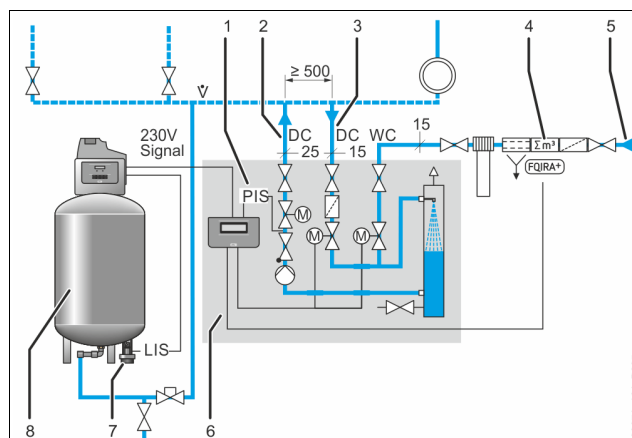 1 2 3 4 5
≥ 500
V̇
230V
Signal
DC DC WC 15
25 15
Σm³
FQIRA+
PIS
M
M M
LIS
8 7 6